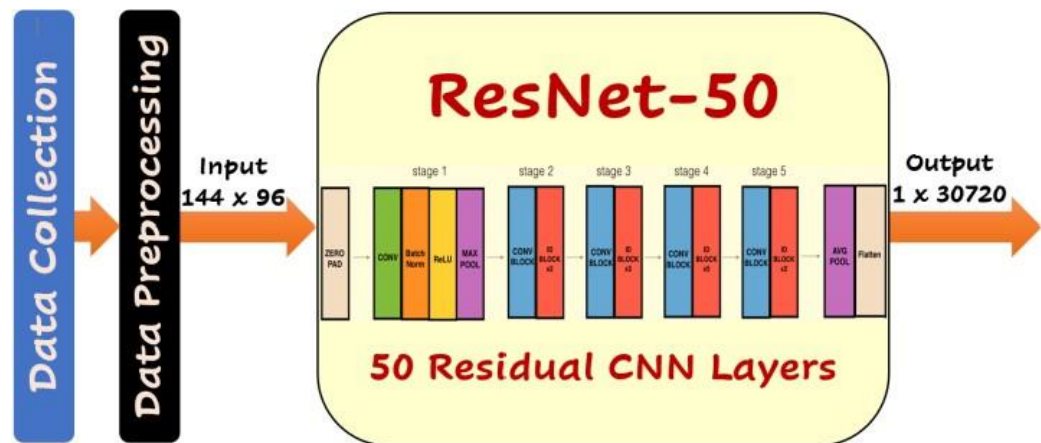 Data Collection
Data Preprocessing
Input
144 x 96
ResNet-50
stage 1
stage 2
stage 3
stage 4
stage 5
ZERO
PAD
CONV
Batch
Norm
ReLU
MAX
POOL
CONV
BLOCK
ID
BLOCK
x2
CONV
BLOCK
ID
BLOCK
CONV
BLOCK
ID
BLOCK
x5
CONV
BLOCK
ID
BLOCK
x2
AVG
POOL
Flatten
50 Residual CNN Layers
Output
1 x 30720